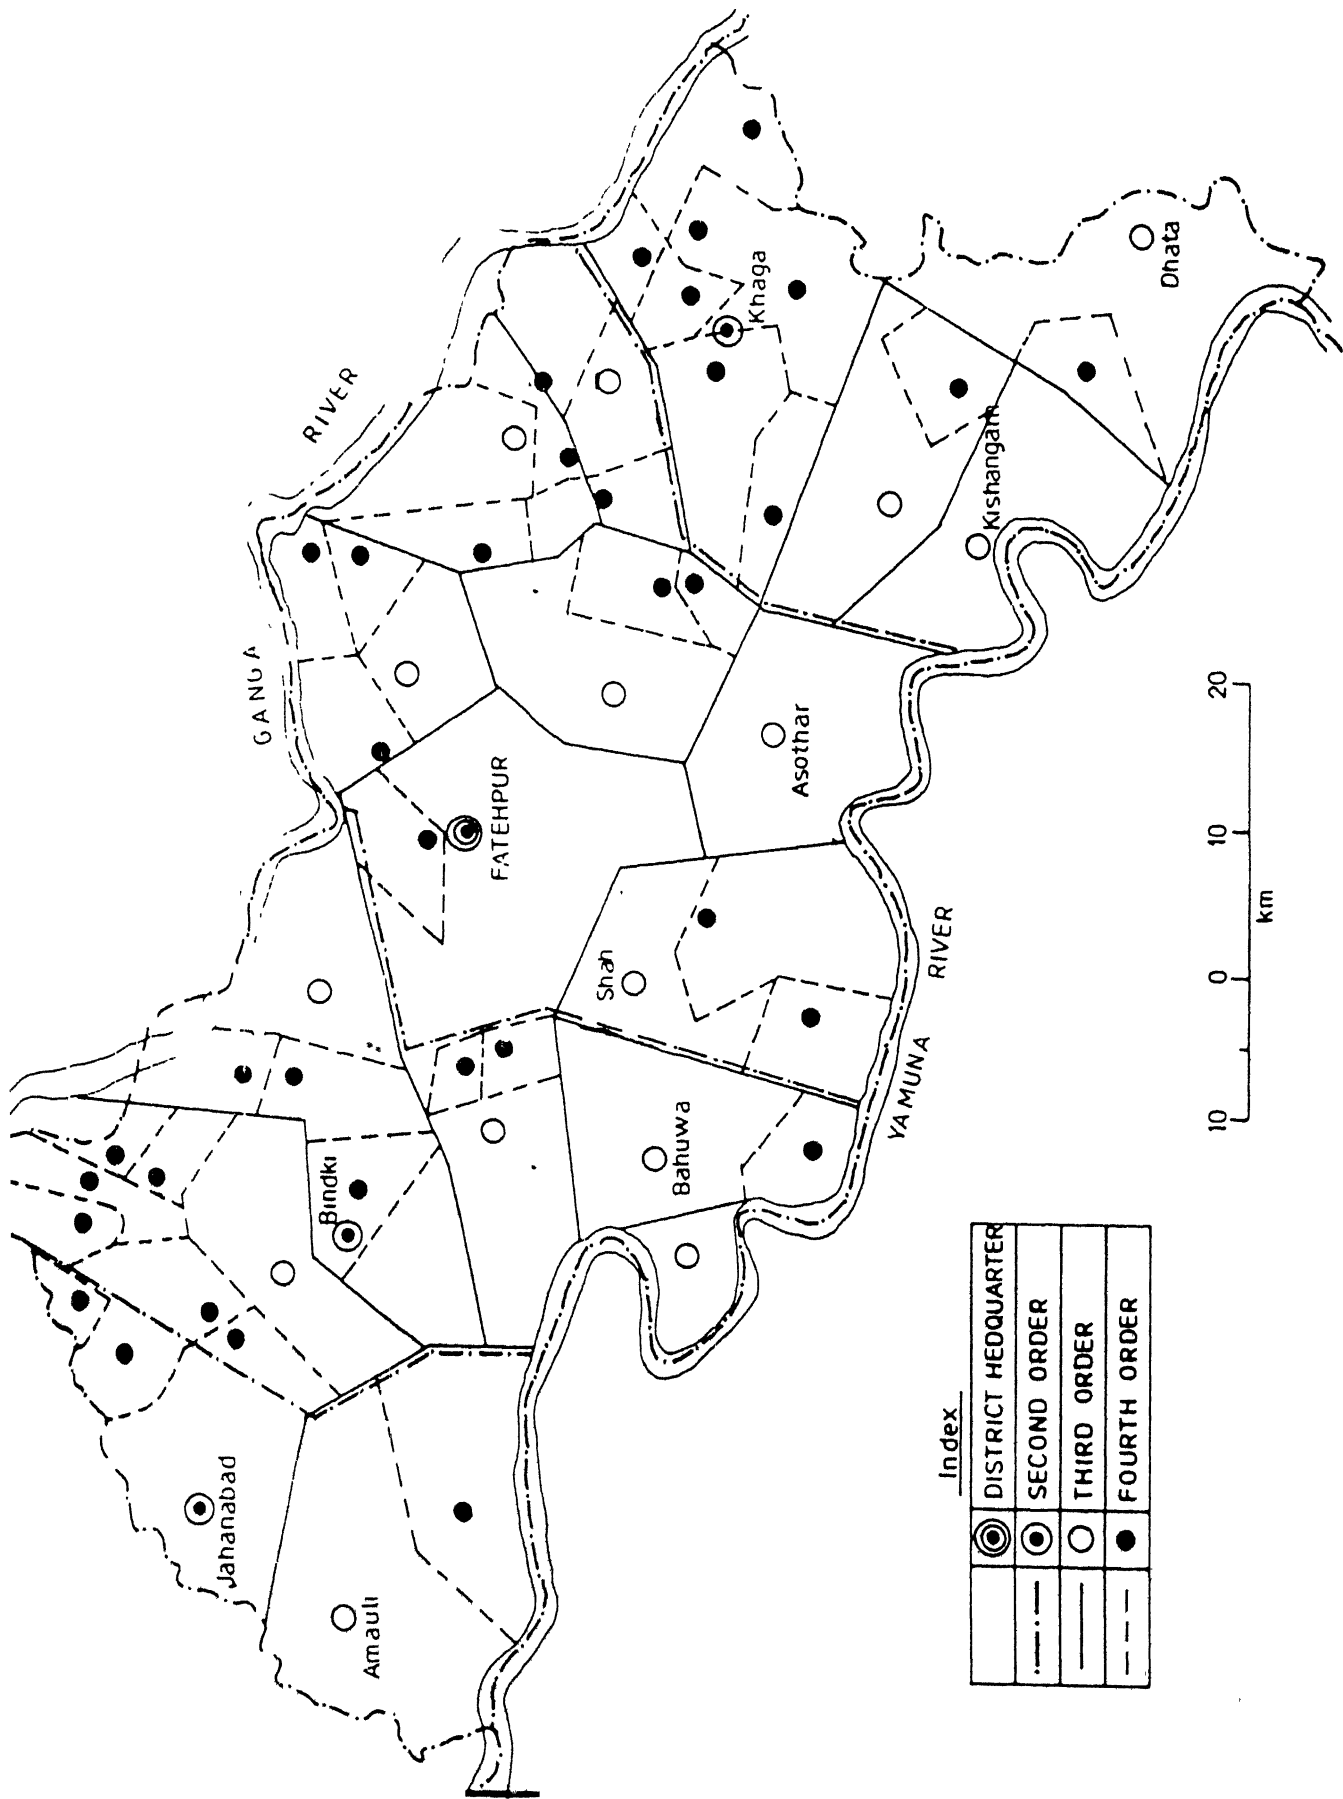 GANGA
RIVER
Jahanabad
Amauli
Bindki
FATEHPUR
Khaga
Shah
Bahuwa
Asothar
Kishangarh
Dhata
YAMUNA
RIVER
Index
DISTRICT HEDQUARTER
SECOND ORDER
THIRD ORDER
FOURTH ORDER
10 0 10 20
km